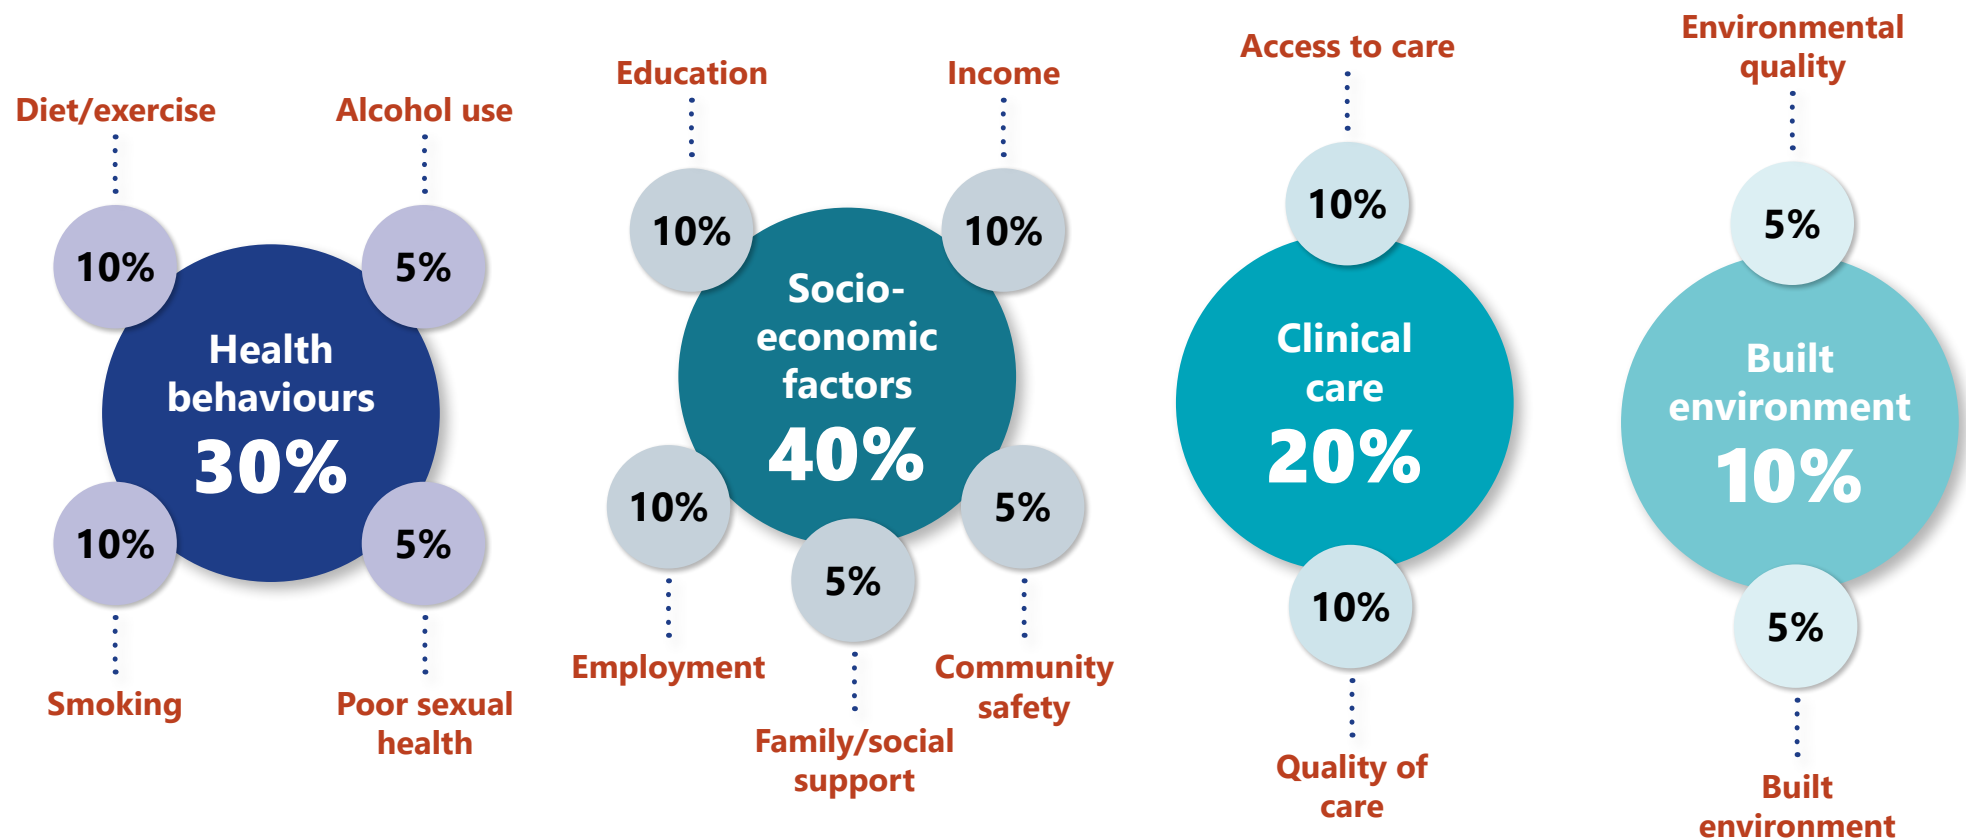 Diet/exercise
Alcohol use
10%
5%
Health
behaviours
30%
10%
5%
Smoking
Poor sexual
health
Education
Income
10%
10%
Socio-
economic
factors
40%
10%
5%
5%
Employment
Community
safety
Family/social
support
Access to care
10%
Clinical
care
20%
10%
Quality of
care
Environmental
quality
5%
Built
environment
10%
5%
Built
environment